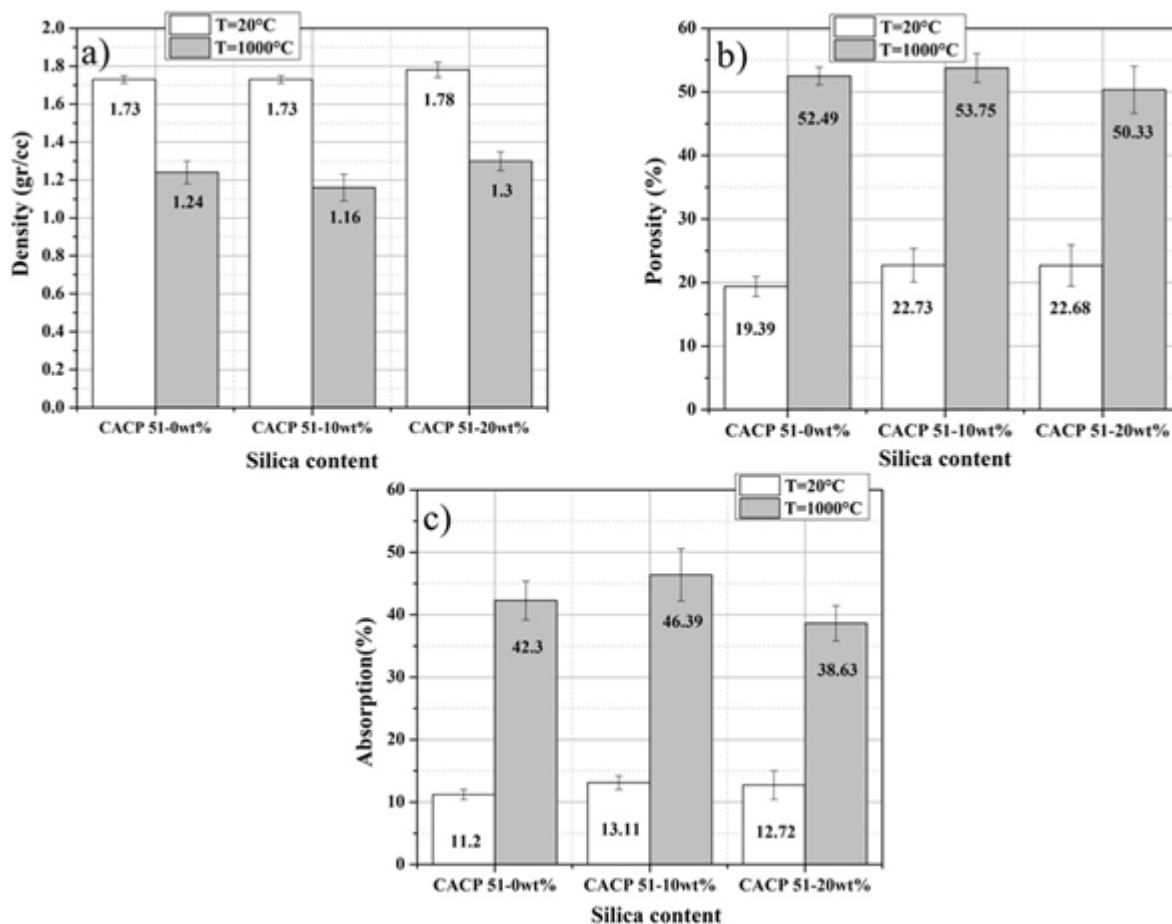 a)
T=20°C
T=1000°C
Density (gr/cc)
2.0
1.8
1.6
1.4
1.2
1.0
0.8
0.6
0.4
0.2
0.0
1.73
1.24
1.73
1.16
1.78
1.3
CACP 51-0wt% CACP 51-10wt% CACP 51-20wt%
Silica content
b)
T=20°C
T=1000°C
Porosity (%)
60
50
40
30
20
10
0
19.39
52.49
22.73
53.75
22.68
50.33
CACP 51-0wt% CACP 51-10wt% CACP 51-20wt%
Silica content
c)
T=20°C
T=1000°C
Absorption(%)
60
50
40
30
20
10
0
11.2
42.3
13.11
46.39
12.72
38.63
CACP 51-0wt% CACP 51-10wt% CACP 51-20wt%
Silica content